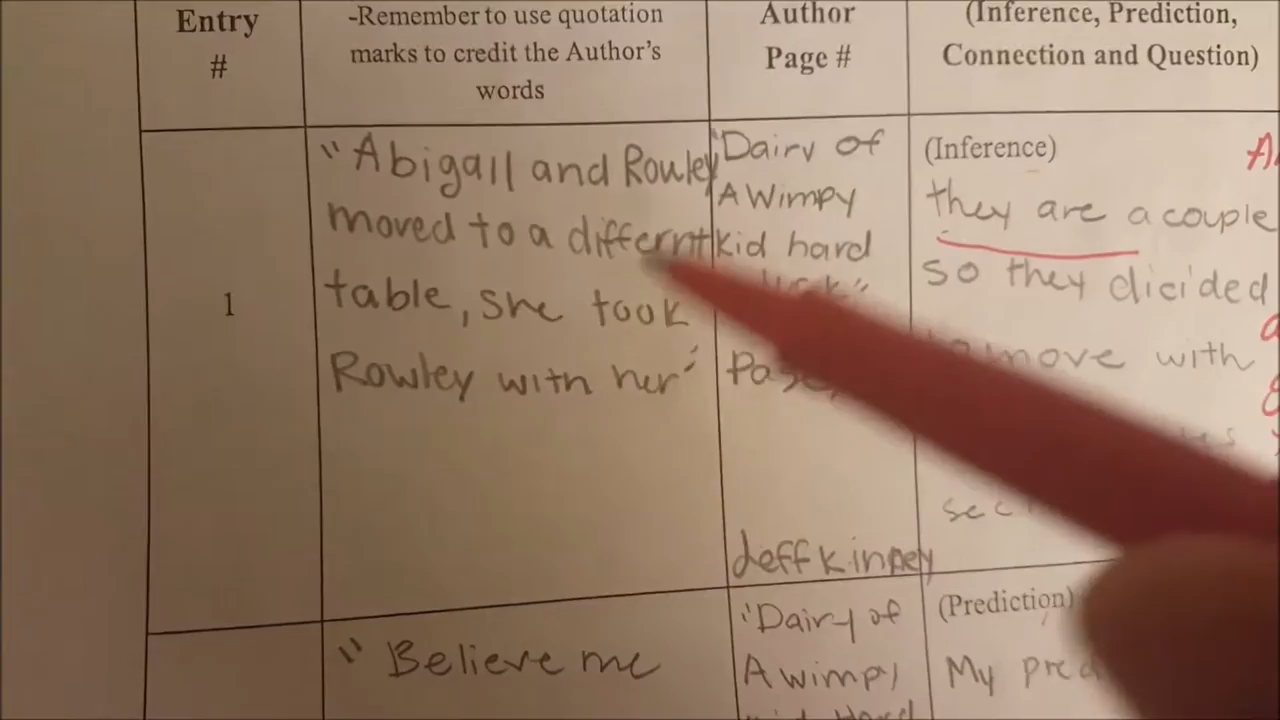 Entry
#
-Remember to use quotation
marks to credit the Author's
words
Author
Page #
(Inference, Prediction,
Connection and Question)
1
"Abigall and Rowley
moved to a differnt
table, she took
Rowley with her"
"Dairy of
A Wimpy
kid hard
Jeff kinney
(Inference)
they are a couple
so they dicided
move with
"Believe me
"Dairy of
A wimpy
Hard
(Prediction)
My